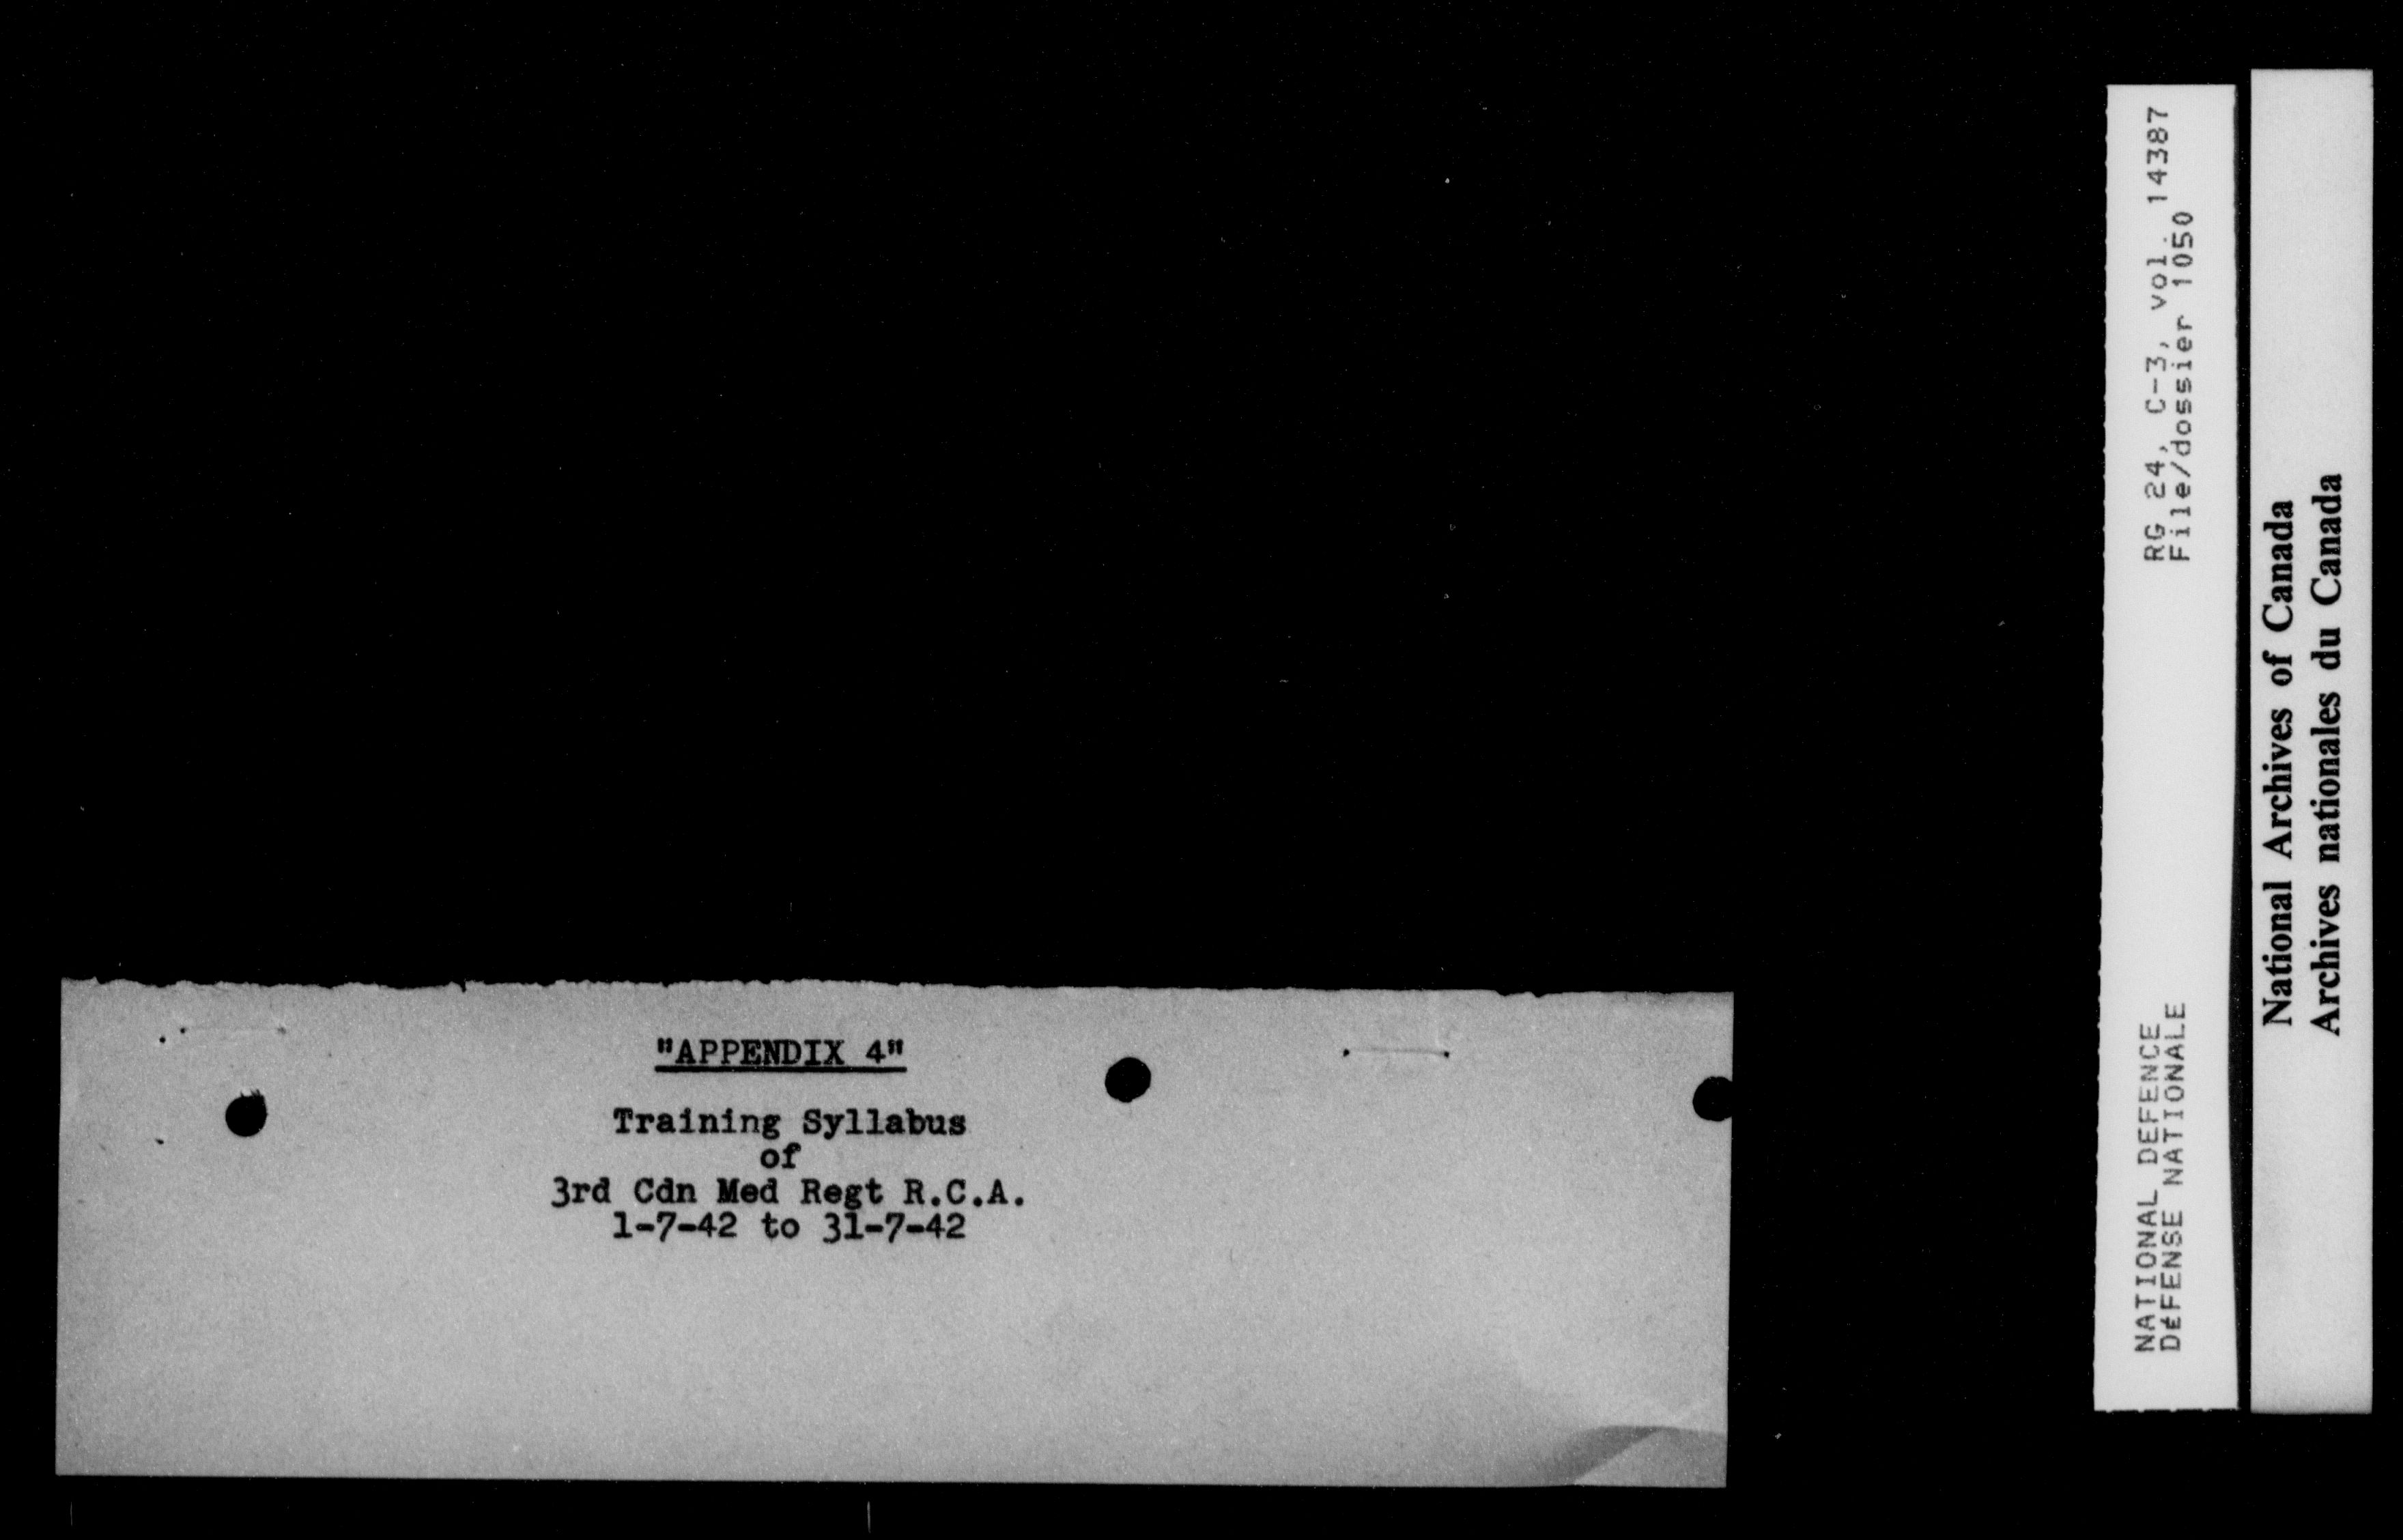 "APPENDIX 4"
Training Syllabus
of
3rd Cdn Med Regt R.C.A.
1-7-42 to 31-7-42
NATIONAL DEFENCE
DÉFENSE NATIONALE
RG 24, C-3, vol. 14387
File/dossier 1050
National Archives of Canada
Archives nationales du Canada